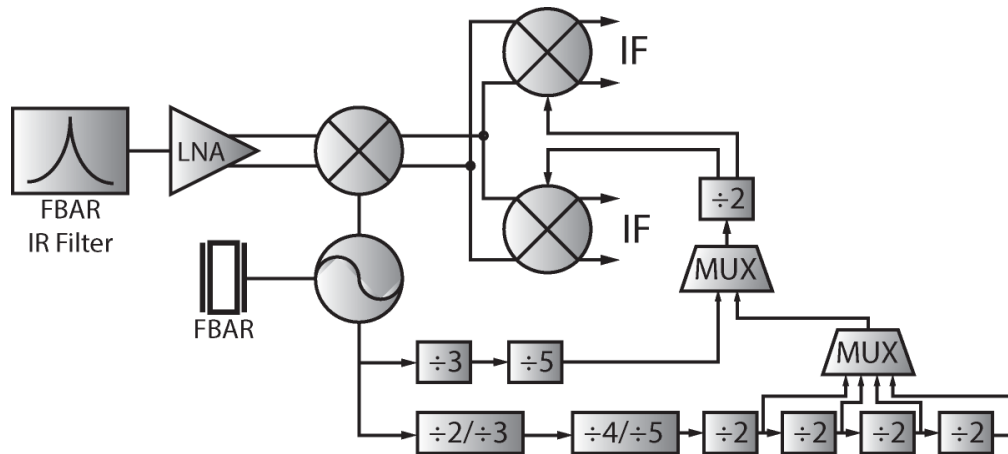 IF
LNA
÷2
FBAR
IR Filter
IF
MUX
FBAR
÷3
÷5
MUX
÷2/÷3
÷4/÷5
÷2
÷2
÷2
÷2